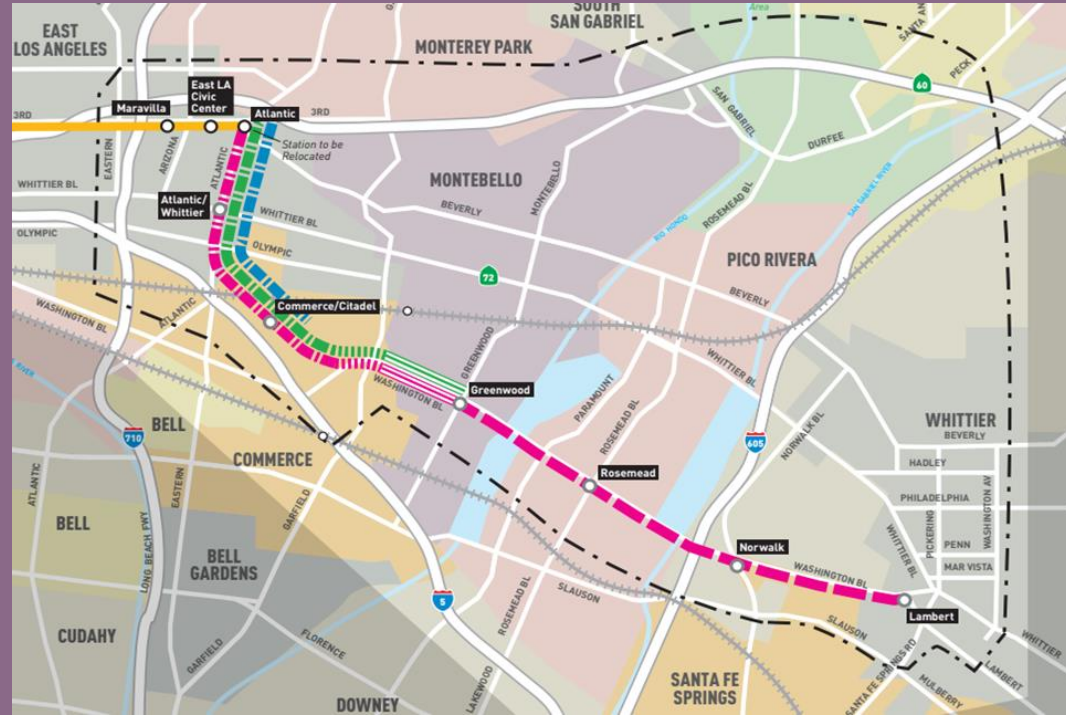 SOUTH
SAN GABRIEL
Area
SANTA AN
PECK
EAST
LOS ANGELES
MONTEREY PARK
60
East LA
Civic
Center
Maravilla
Atlantic
3RD
3RD
Station to be
Relocated
SAN GABRIEL
DURFEE
EASTERN
ARIZONA
ATLANTIC
MONTEBELLO
MONTEBELLO
ROSEMEAD BL
SAN GABRIEL RIVER
WHITTIER BL
Atlantic/
Whittier
BEVERLY
WHITTIER BL
RIO HONDO
OLYMPIC
OLYMPIC
72
PICO RIVERA
BEVERLY
WASHINGTON BL
ATLANTIC
Commerce/Citadel
GREENWOOD
WHITTIER BL
RIVER
WASHINGTON BL
Greenwood
PARAMOUNT
ROSEMEAD BL
NORWALK BL
WHITTIER
BEVERLY
710
BELL
605
COMMERCE
HADLEY
ATLANTIC
EASTERN
GARFIELD
Rosemead
PHILADELPHIA
PICKERING
WASHINGTON AV
BELL
LONG BEACH FWY
BELL
GARDENS
Norwalk
WHITTIER BL
PENN
MAR VISTA
WASHINGTON BL
SLAUSON
5
ROSEMEAD BL
Lambert
CUDAHY
GARFIELD
FLORENCE
SLAUSON
WHITTIER
LAMBERT
SANTA FE
SPRINGS
SANTA FE SPRINGS RD
MULBERRY
DOWNEY
LAKEWOOD